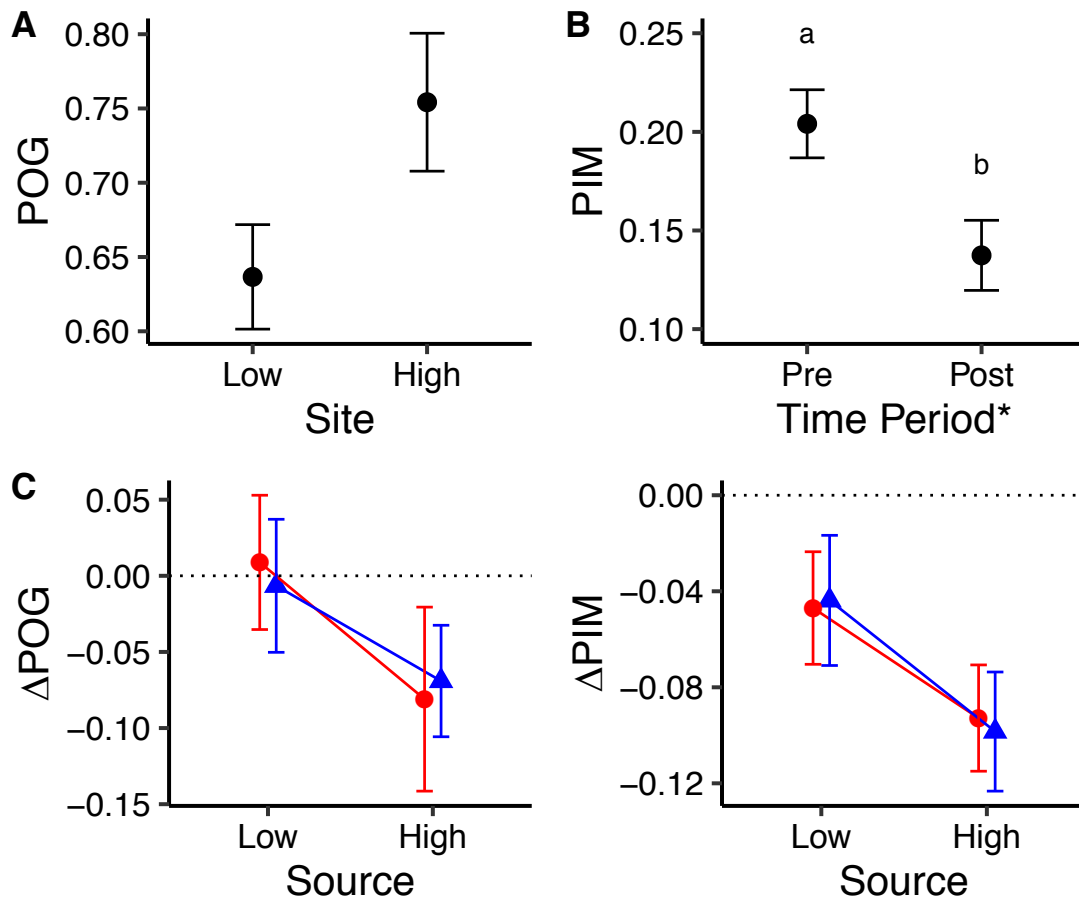 A
POG
0.80
0.75
0.70
0.65
0.60
Low
High
Site
B
PIM
0.25
0.20
0.15
0.10
a
b
Pre
Post
Time Period*
C
ΔPOG
0.05
0.00
−0.05
−0.10
−0.15
Low
High
Source
ΔPIM
0.00
−0.04
−0.08
−0.12
Low
High
Source